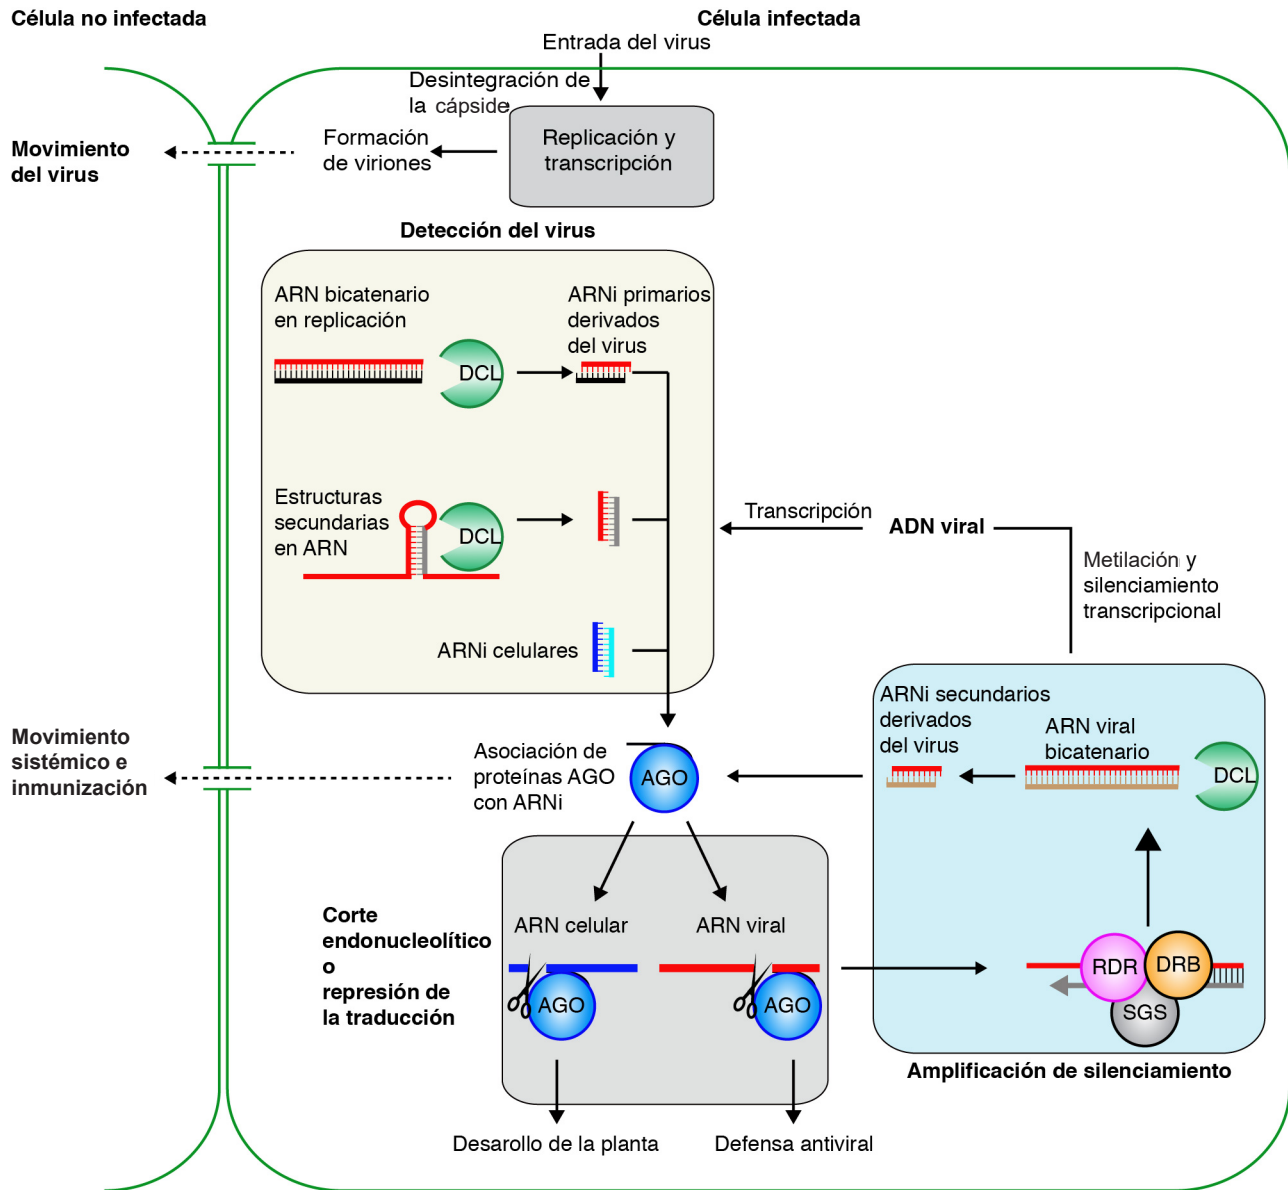 Célula no infectada
Célula infectada
Entrada del virus
Desintegración de
la cápside
Replicación y
transcripción
Formación
de viriones
Movimiento
del virus
Detección del virus
ARN bicatenario
en replicación
DCL
ARNi primarios
derivados
del virus
Estructuras
secundarias
en ARN
DCL
ARNi celulares
Transcripción
ADN viral
Metilación y
silenciamiento
transcripcional
ARNi secundarios
derivados
del virus
ARN viral
bicatenario
DCL
RDR
DRB
SGS
Amplificación de silenciamiento
Movimiento
sistémico e
inmunización
Asociación de
proteínas AGO
con ARNi
AGO
Corte
endonucleolítico
o
represión de
la traducción
ARN celular
AGO
ARN viral
AGO
Desarollo de la planta
Defensa antiviral